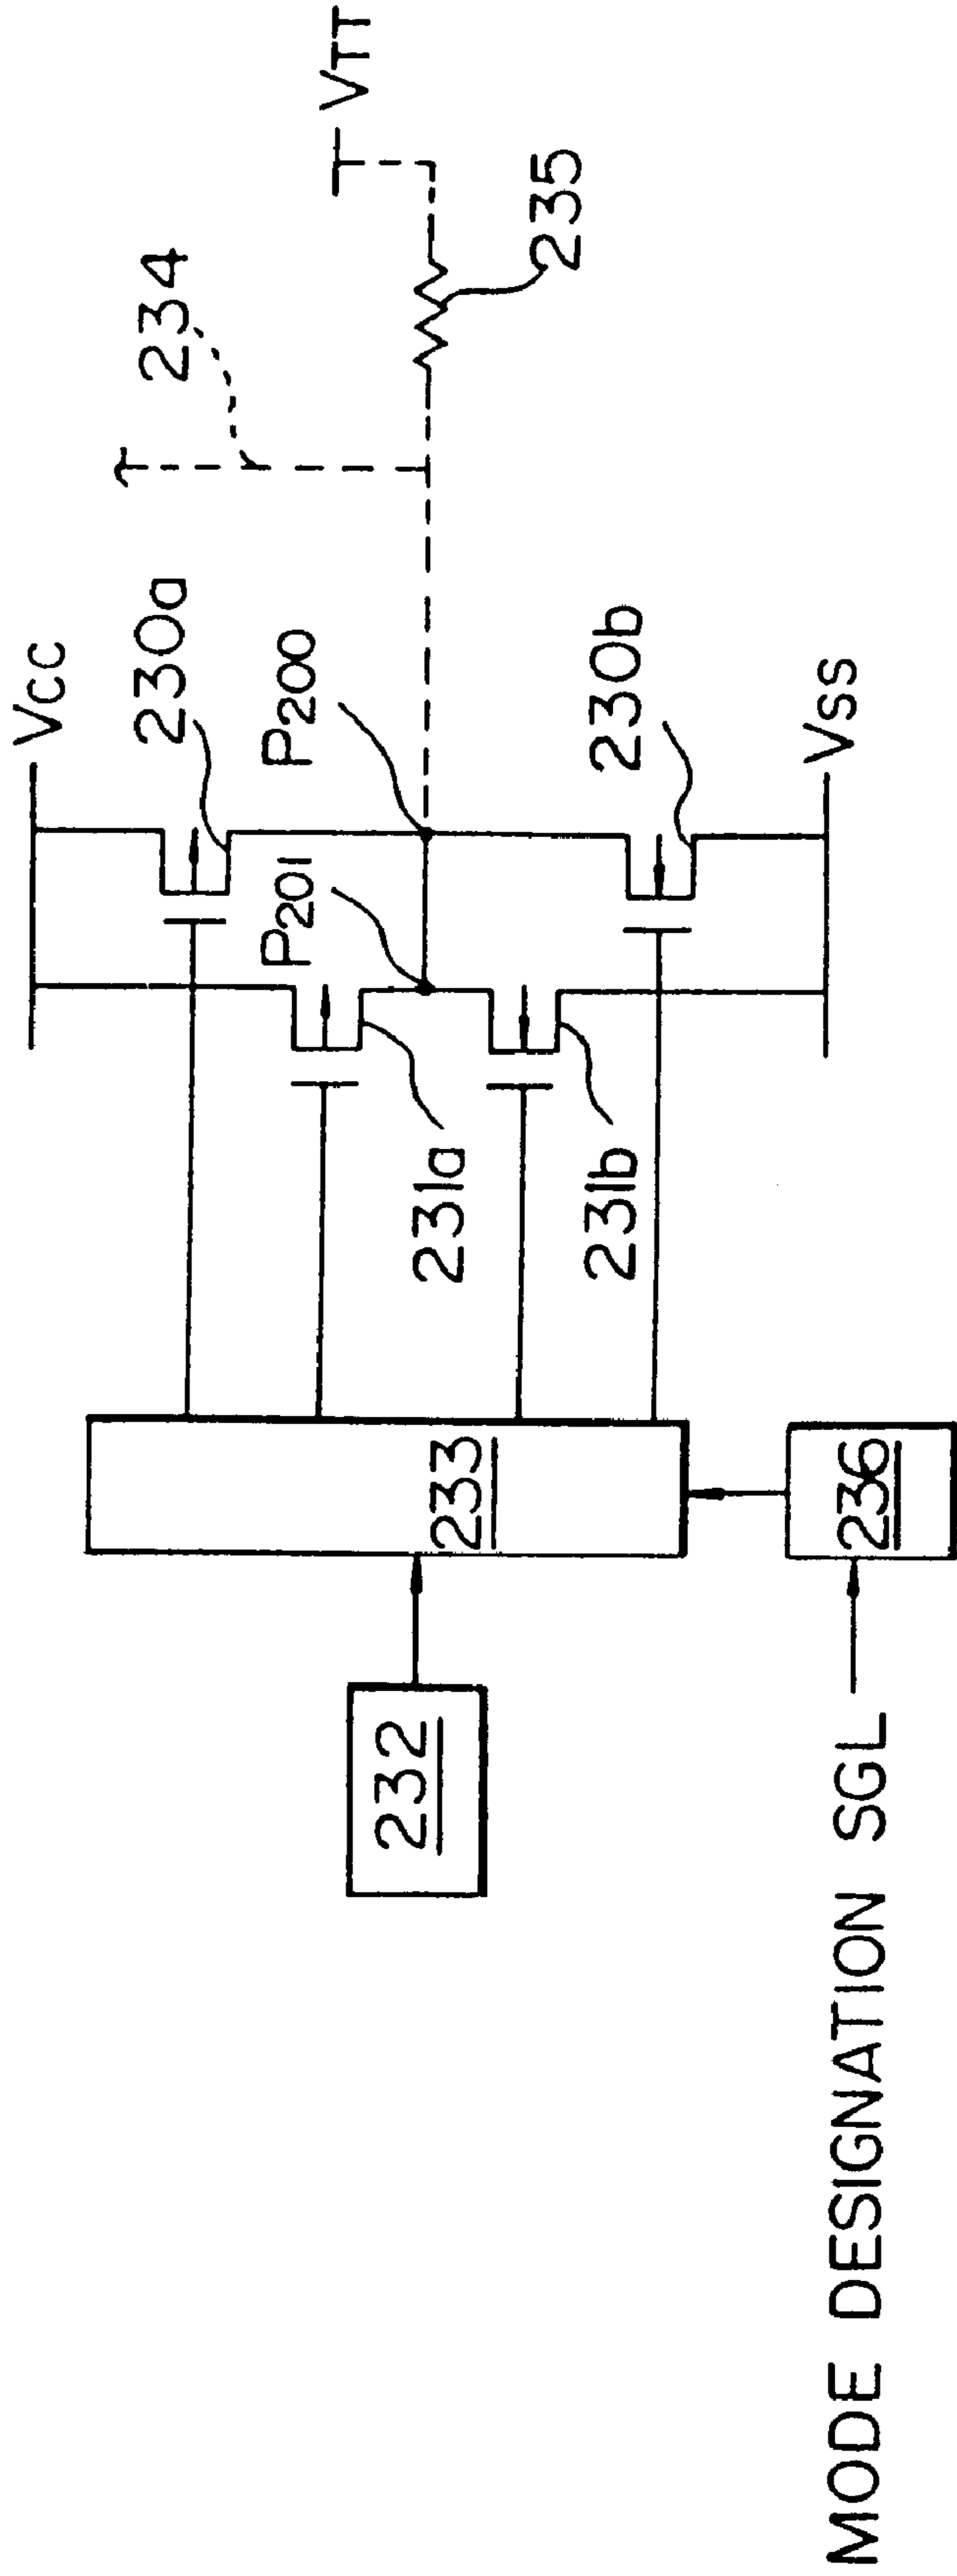 VCC
230a
234
VTT
P200
P201
235
231a
231b
230b
VSS
232
233
236
MODE DESIGNATION SGL